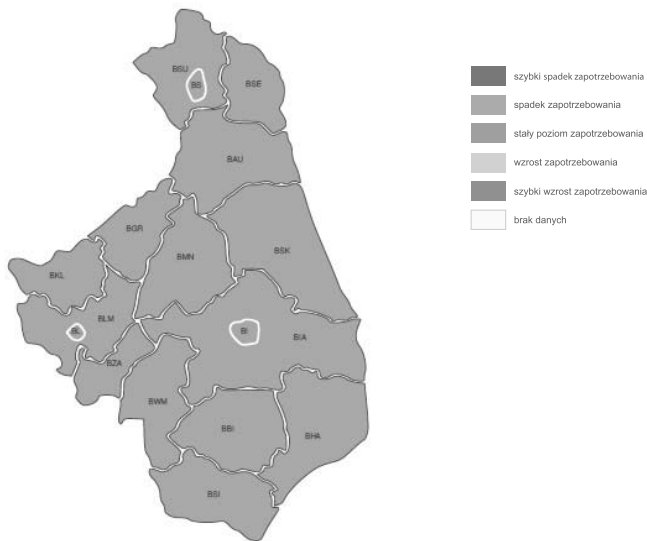 BSU
BS
BSE
BAU
BGR
BMN
BSK
BKL
BLM
BL
BI
BIA
BZA
BWM
BBI
BHA
BSI
szybki spadek zapotrzebowania
spadek zapotrzebowania
stały poziom zapotrzebowania
wzrost zapotrzebowania
szybki wzrost zapotrzebowania
brak danych